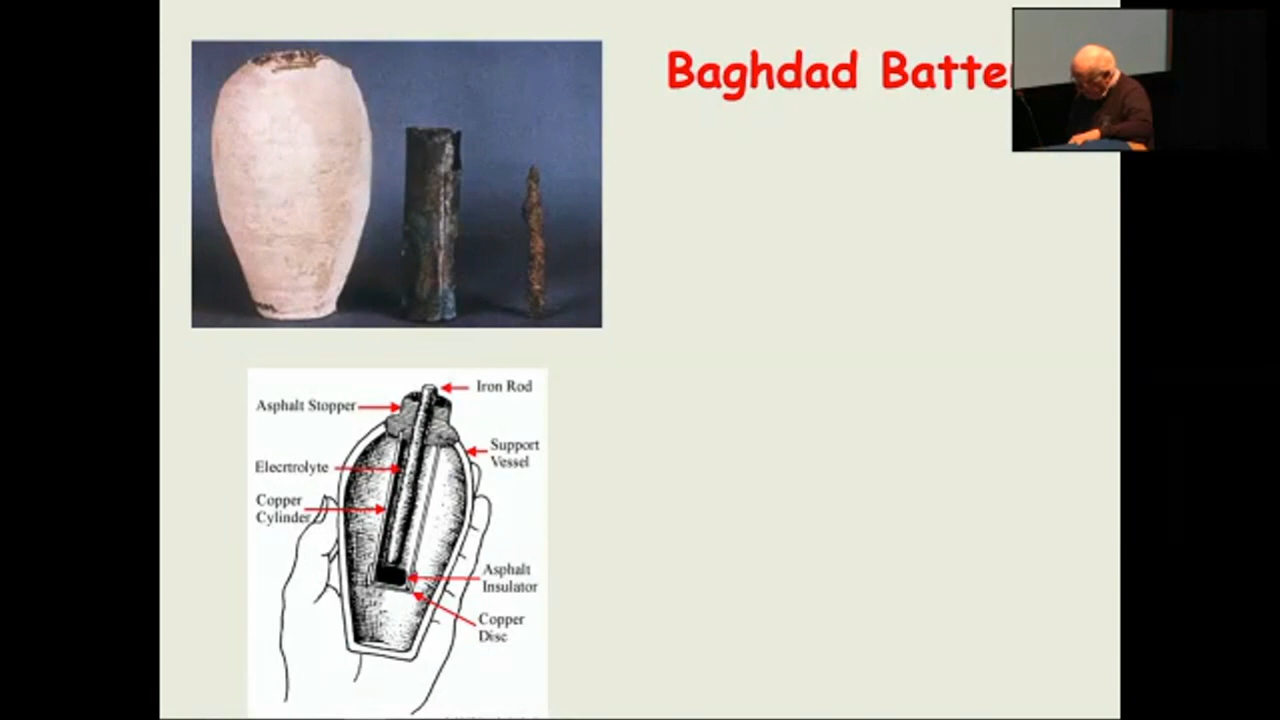 Baghdad Batte
Iron Rod
Asphalt Stopper
Support
Vessel
Elecrtrolyte
Copper
Cylinder
Asphalt
Insulator
Copper
Disc